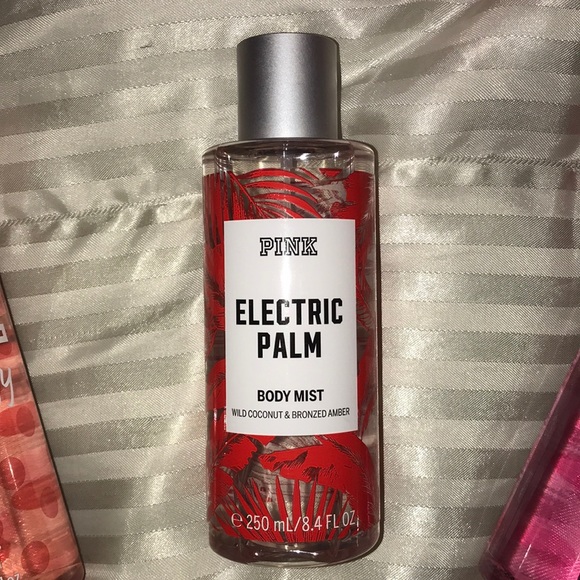 PINK
ELECTRIC
PALM
BODY MIST
WILD COCONUT & BRONZED AMBER
℮ 250 mL/8.4 FL OZ